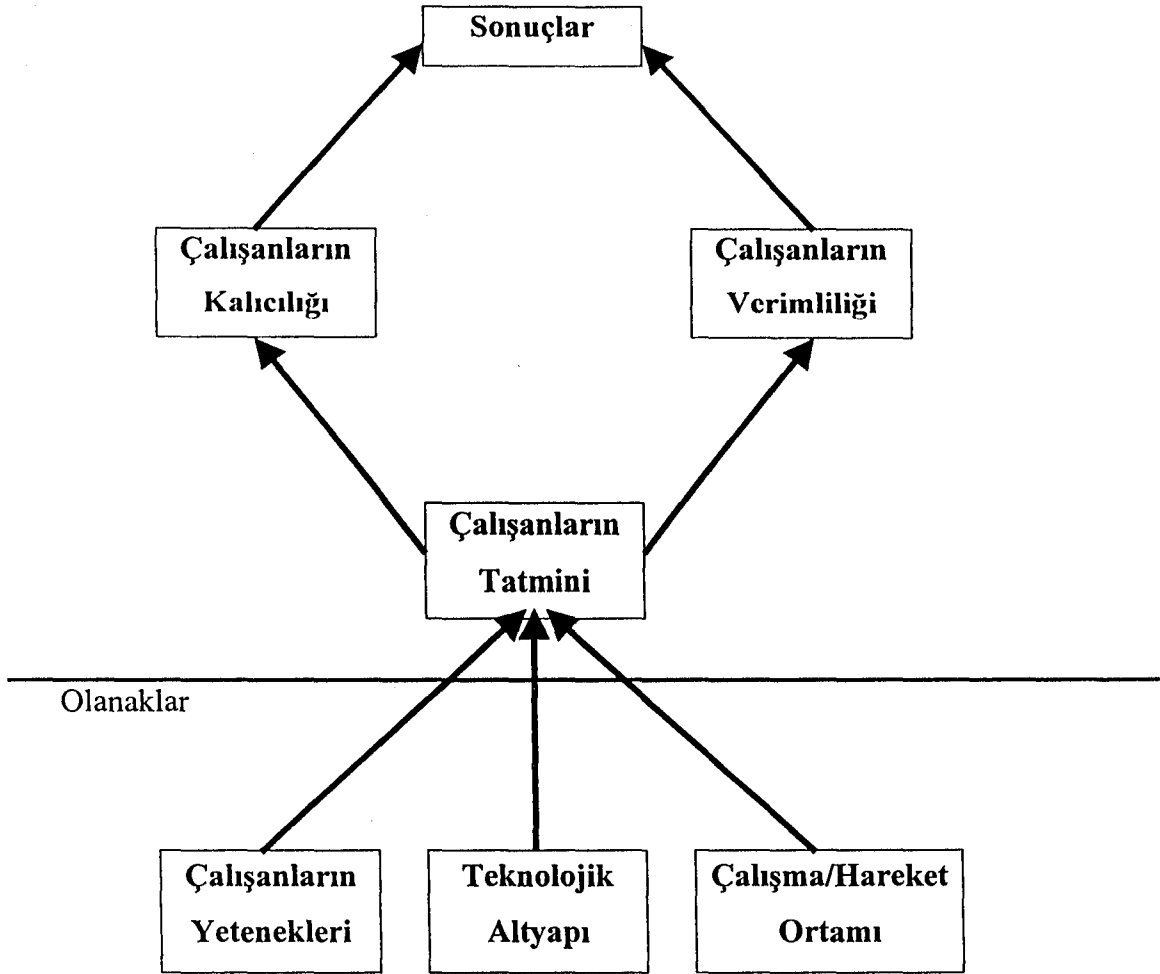 Sonuçlar
Çalışanların
Kalıcılığı
Çalışanların
Verimliliği
Çalışanların
Tatmini
Olanaklar
Çalışanların
Yetenekleri
Teknolojik
Altyapı
Çalışma/Hareket
Ortamı